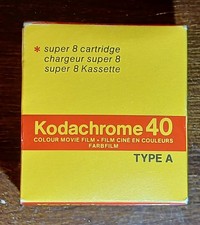 * super 8 cartridge
chargeur super 8
super 8 Kassette
Kodachrome 40
COLOUR MOVIE FILM - FILM CINÉ EN COULEURS
FARBFILM
TYPE A